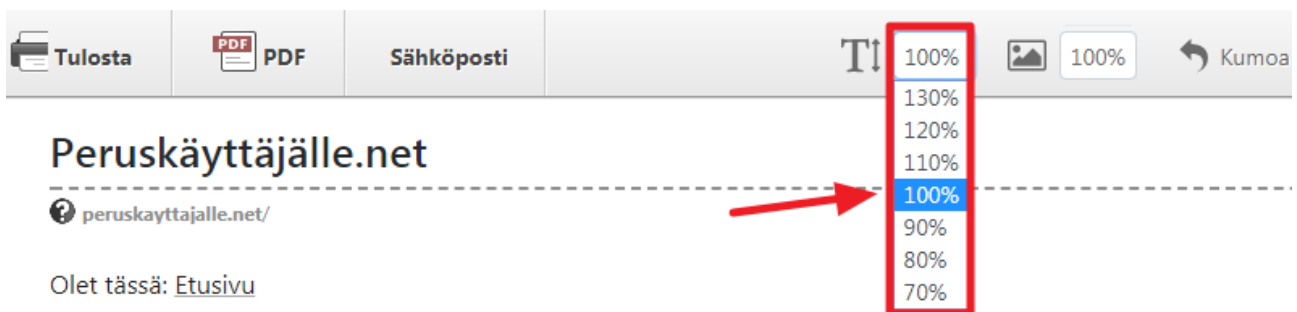 Tulosta PDF PDF Sähköposti T 100% 100% Kumoa
130%
120%
110%
100%
90%
80%
70%
Peruskäyttäjälle.net
peruskayttajalle.net/
Olet tässä: Etusivu